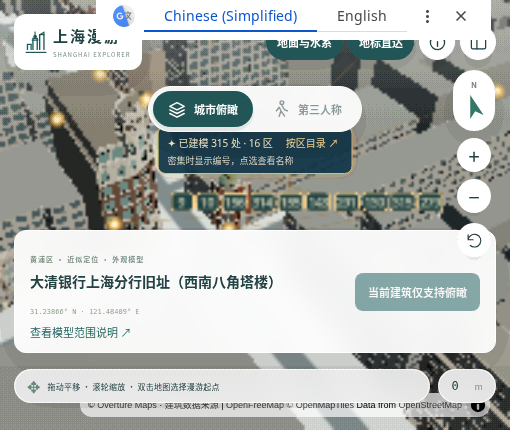 Chinese (Simplified)
English
上海漫游
SHANGHAI EXPLORER
地面与水系
地标直达
N
城市俯瞰
第三人称
✦ 已建模 315 处 · 16 区 按区目录 ↗
密集时显示编号，点选查看名称
黄浦区 • 近似定位 • 外观模型
大清银行上海分行旧址（西南八角塔楼）
当前建筑仅支持俯瞰
31.23866° N · 121.48409° E
查看模型范围说明 ↗
拖动平移 • 滚轮缩放 • 双击地图选择漫游起点
0 m
© Overture Maps · 建筑数据来源 | OpenFreeMap © OpenMapTiles Data from OpenStreetMap